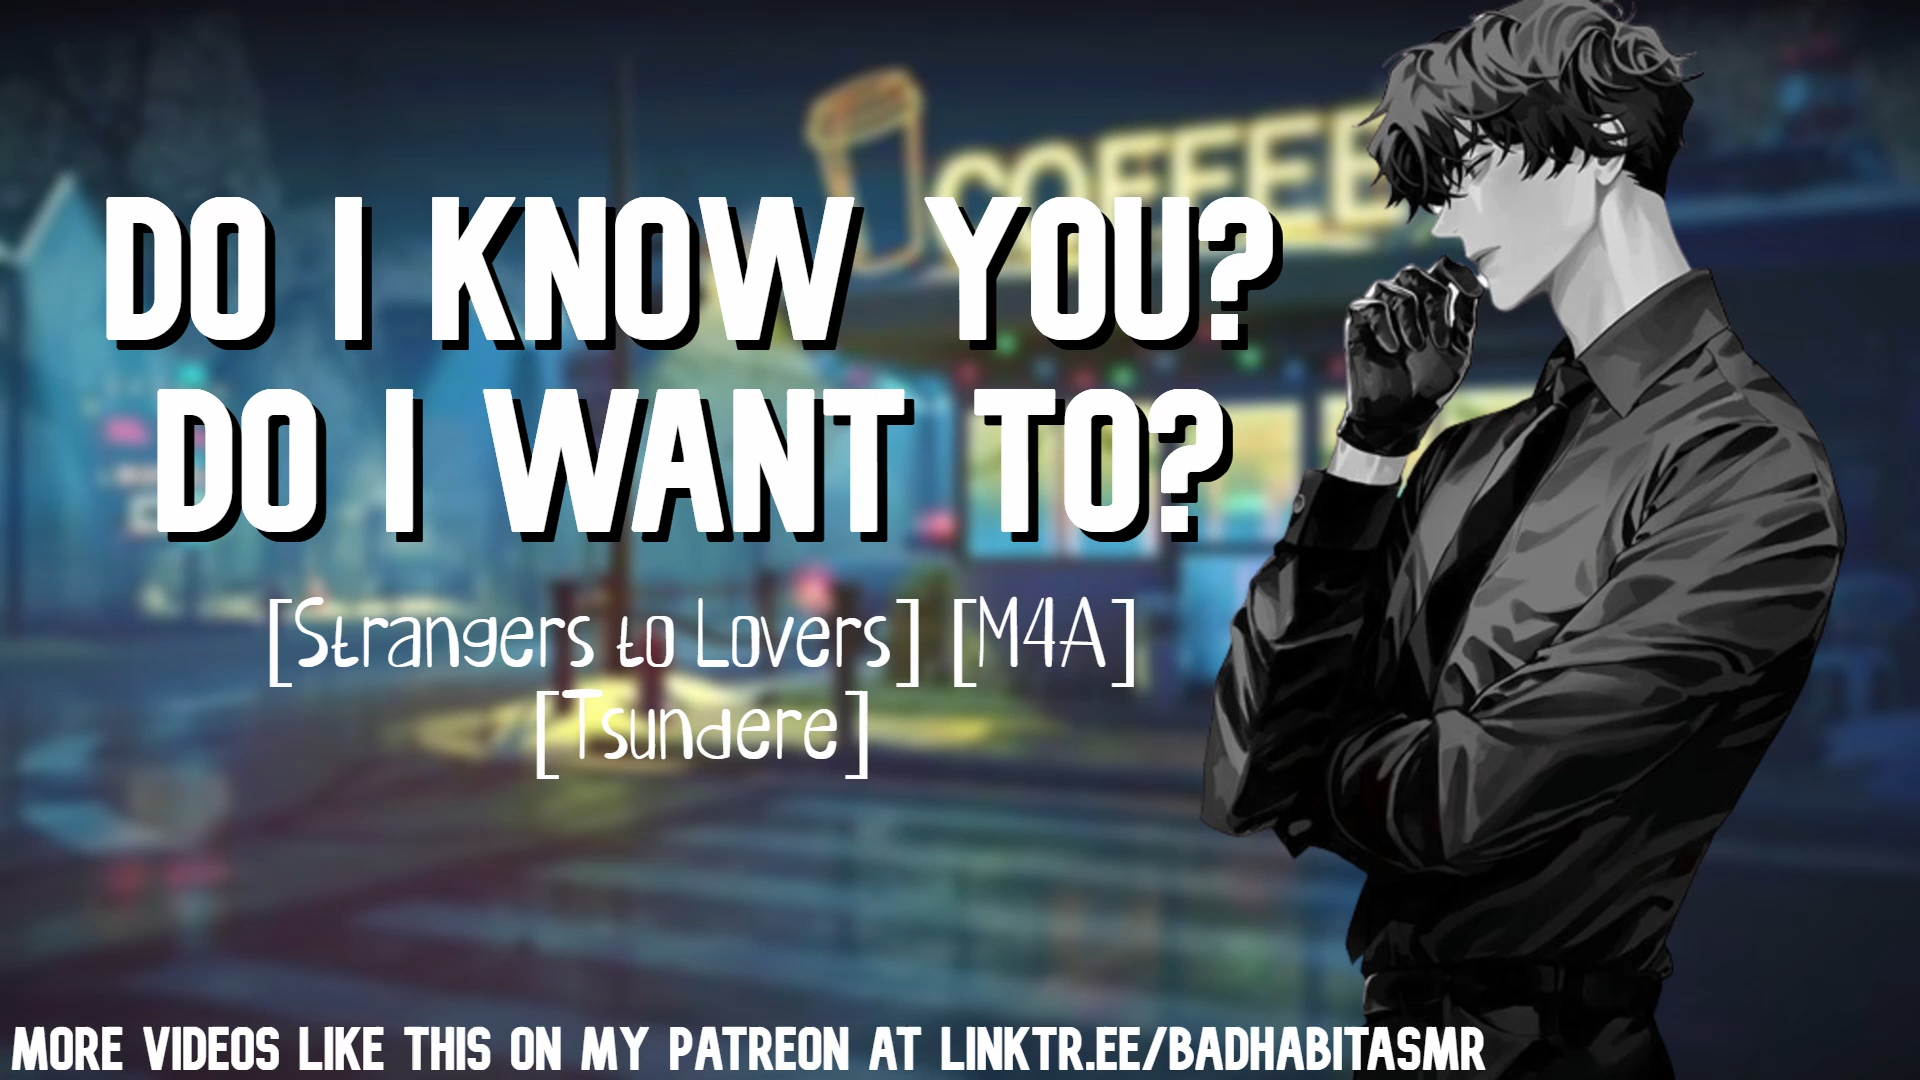 COFFEE
DO I KNOW YOU?
DO I WANT TO?
[Strangers to Lovers] [M4A]
[Tsundere]
MORE VIDEOS LIKE THIS ON MY PATREON AT LINKTR.EE/BADHABITASMR